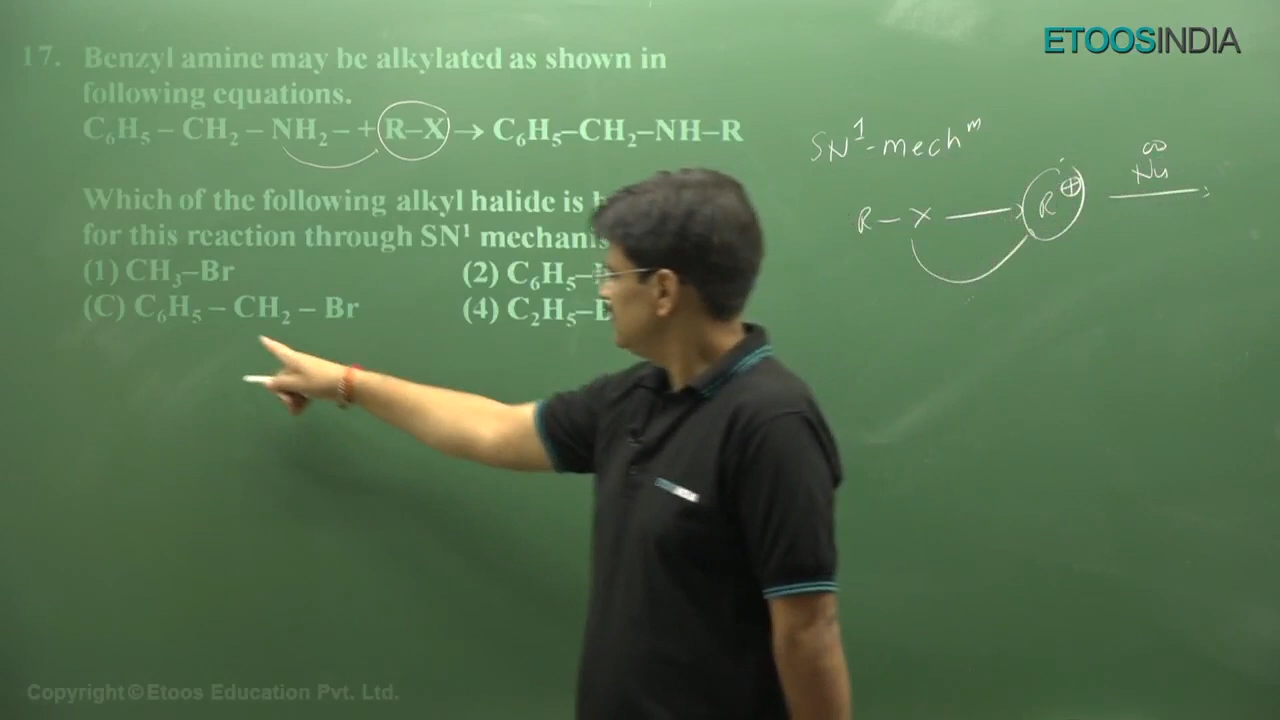 ETOOSINDIA
17. Benzyl amine may be alkylated as shown in
following equations.
C₆H₅ – CH₂ – NH₂ – + R–X → C₆H₅–CH₂–NH–R
Which of the following alkyl halide is
for this reaction through SN¹
(1) CH₃–Br (2) C₆H₅–
(C) C₆H₅ – CH₂ – Br (4) C₂H₅–
SN¹-mechᵐ
R – X → R⊕ Nu
Copyright © Etoos Education Pvt. Ltd.